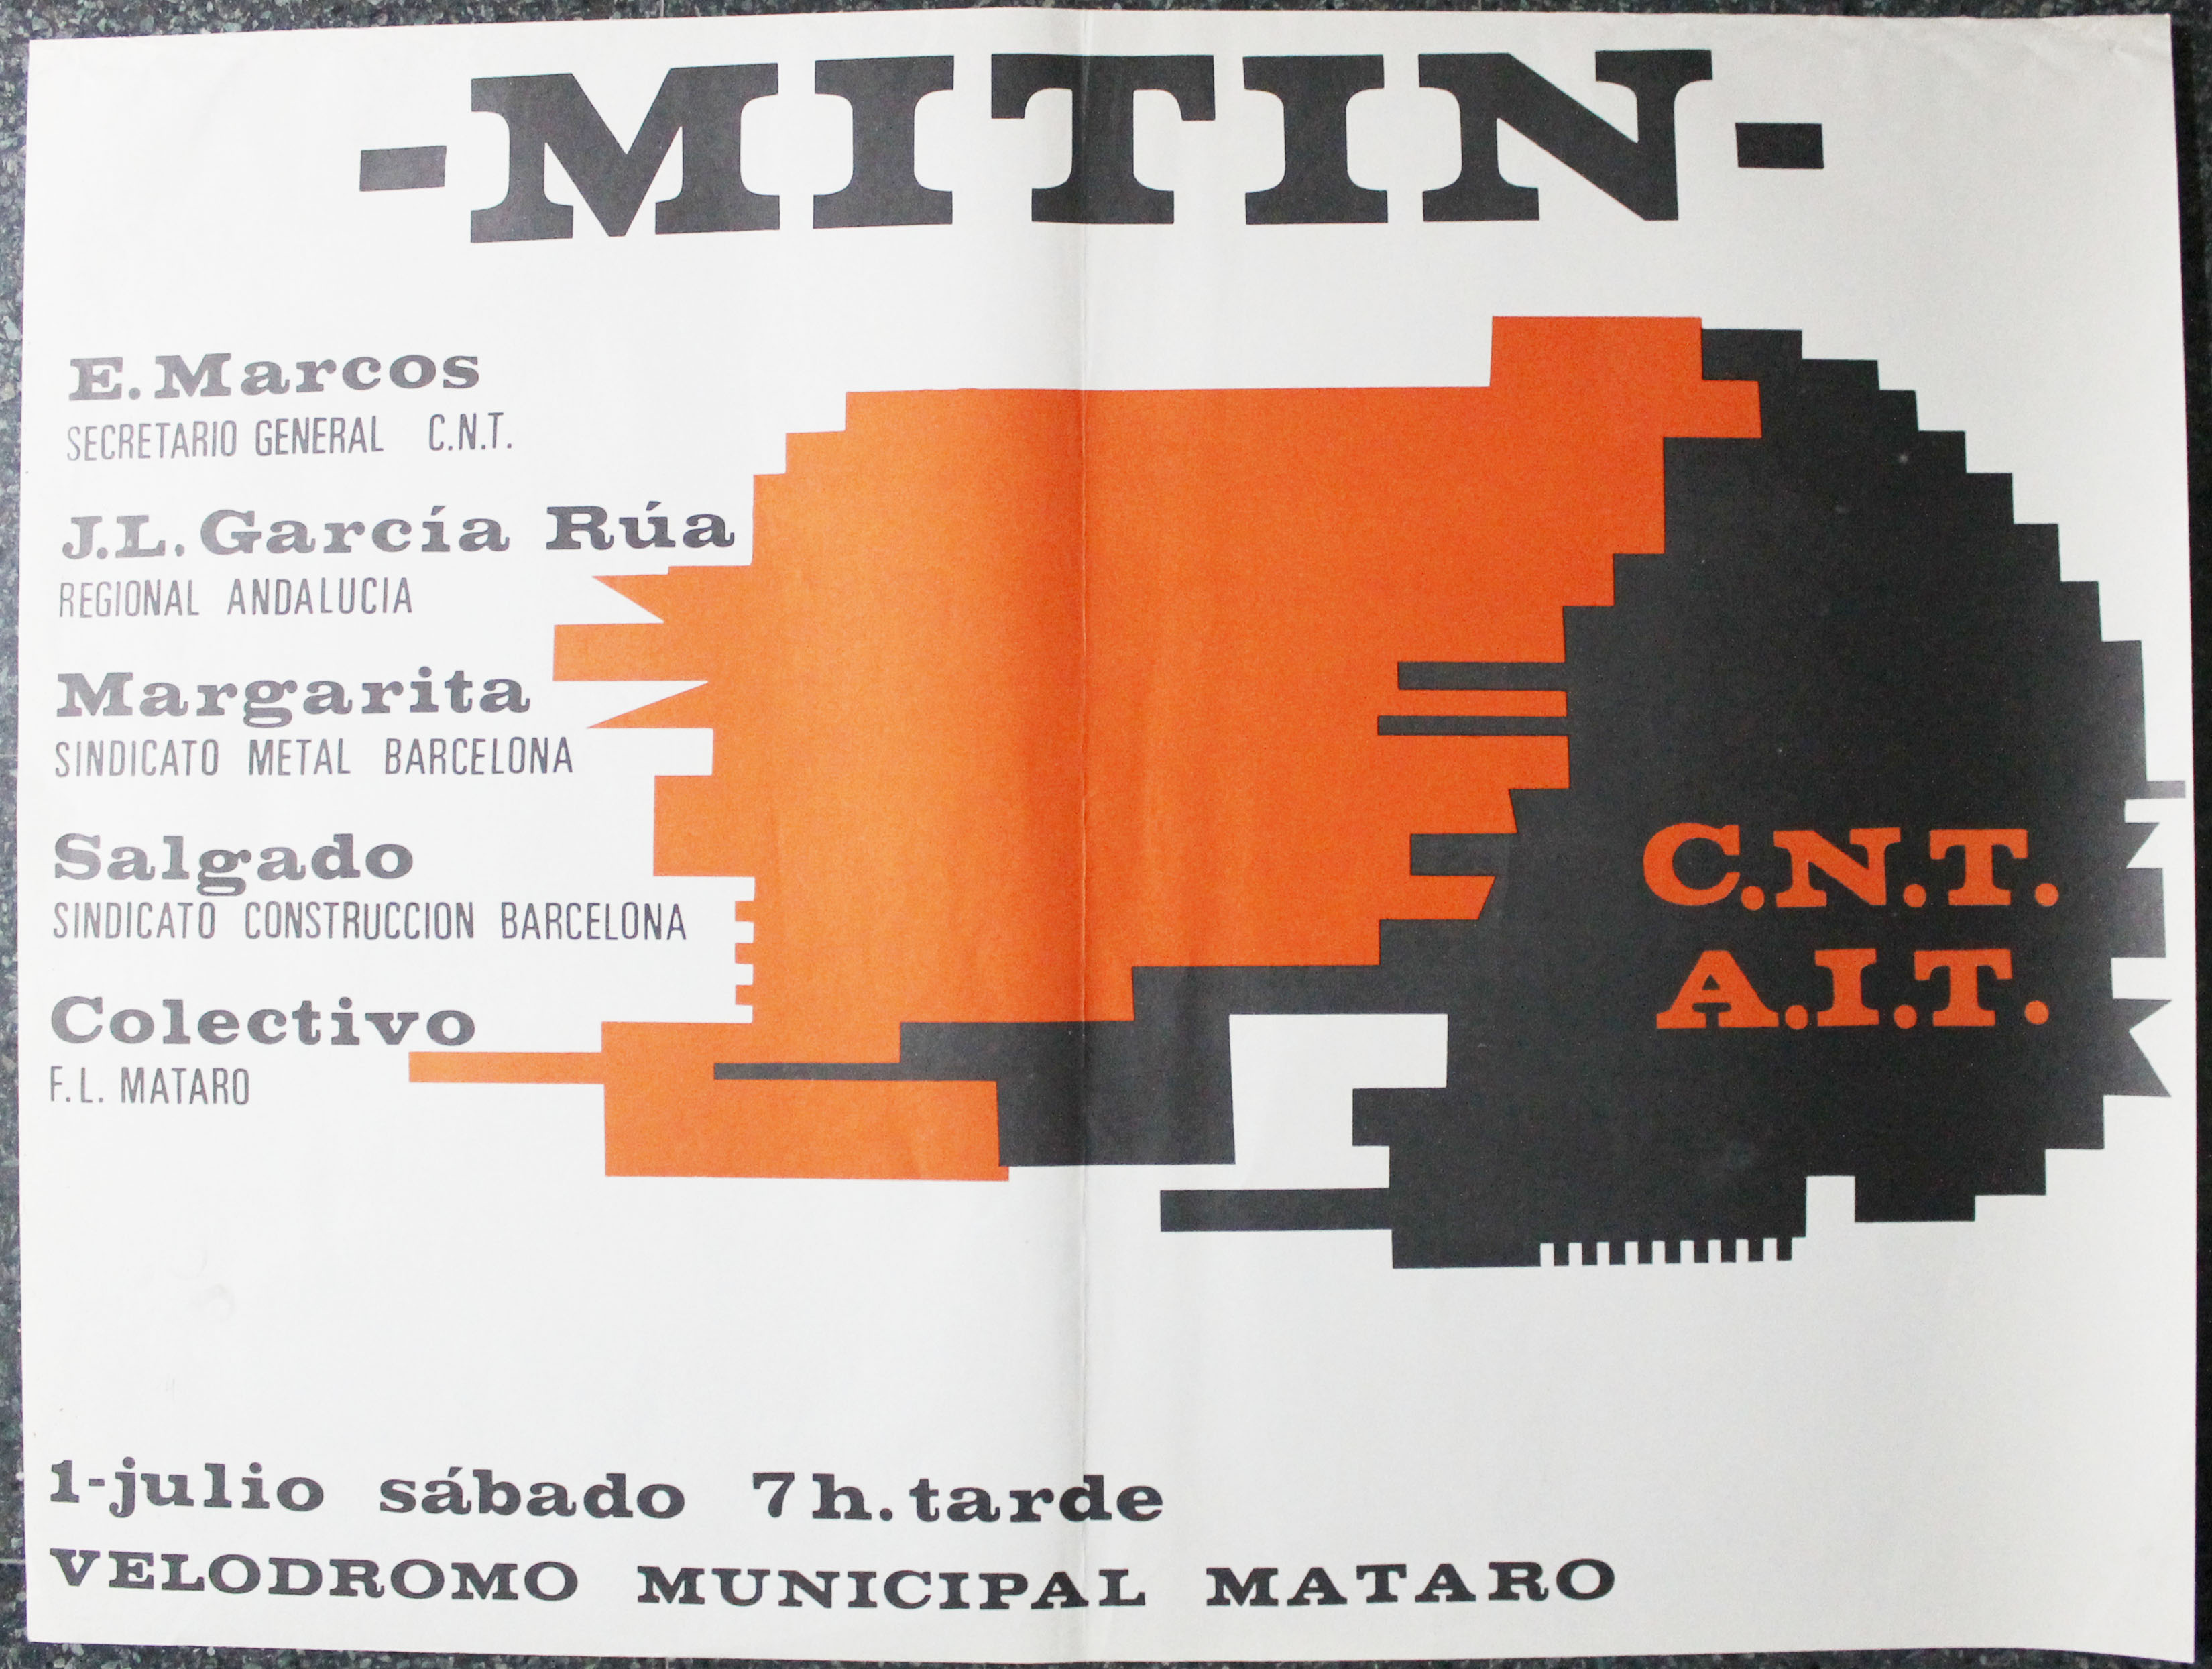 -MITIN-
E. Marcos
SECRETARIO GENERAL C.N.T.
J.L. García Rúa
REGIONAL ANDALUCIA
Margarita
SINDICATO METAL BARCELONA
Salgado
SINDICATO CONSTRUCCION BARCELONA
Colectivo
F.L. MATARO
C.N.T.
A.I.T.
1-julio sábado 7h. tarde
VELODROMO MUNICIPAL MATARO